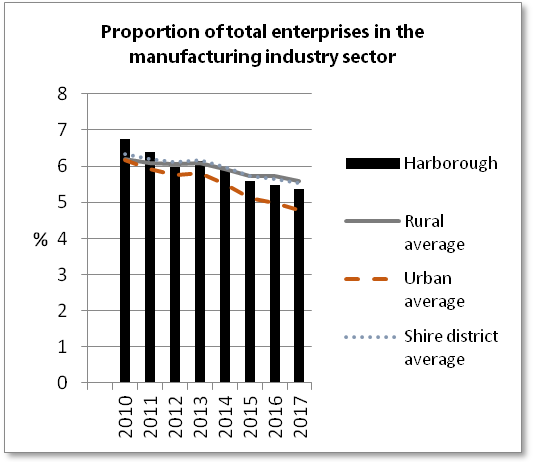 Proportion of total enterprises in the
manufacturing industry sector
8
7
6
5
4
3
2
1
0
%
2010
2011
2012
2013
2014
2015
2016
2017
Harborough
Rural
average
Urban
average
Shire district
average